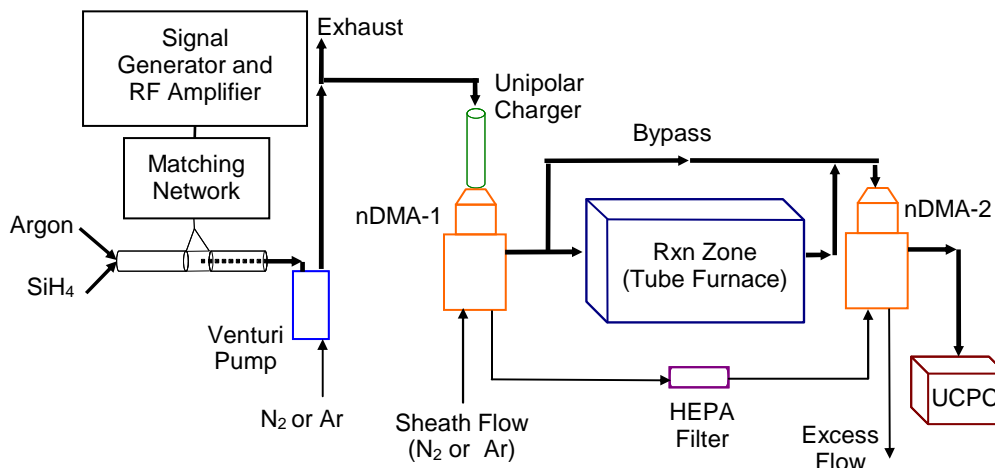 Signal
Generator and
RF Amplifier
Exhaust
Unipolar
Charger
Matching
Network
Bypass
nDMA-1
nDMA-2
Argon
SiH4
Rxn Zone
(Tube Furnace)
Venturi
Pump
N2 or Ar
Sheath Flow
(N2 or Ar)
HEPA
Filter
Excess
Flow
UCPC